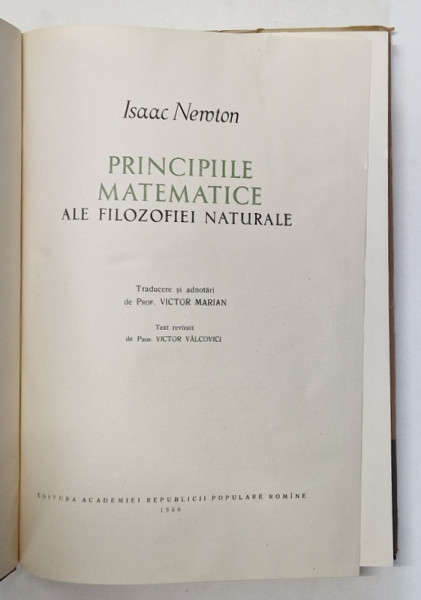 Isaac Newton
PRINCIPIILE
MATEMATICE
ALE FILOZOFIEI NATURALE
Traducere și adnotări
de PROF. VICTOR MARIAN
Text revizuit
de PROF. VICTOR VÂLCOVICI
EDITURA ACADEMIEI REPUBLICII POPULARE ROMÎNE
1956